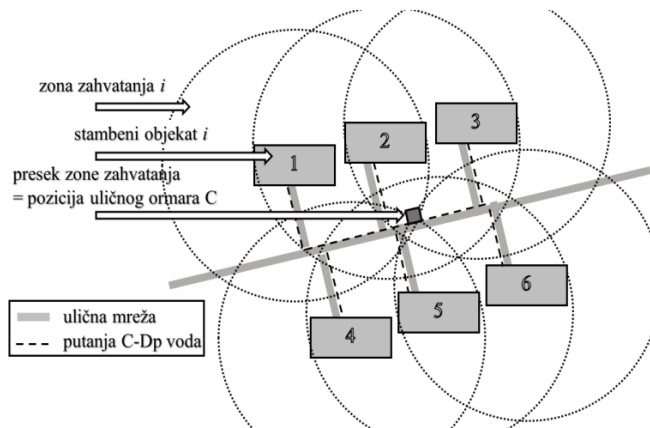 zona zahvatanja i
stambeni objekat i
presek zone zahvatanja
= pozicija uličnog ormara C
1
2
3
4
5
6
ulična mreža
putanja C-Dp voda